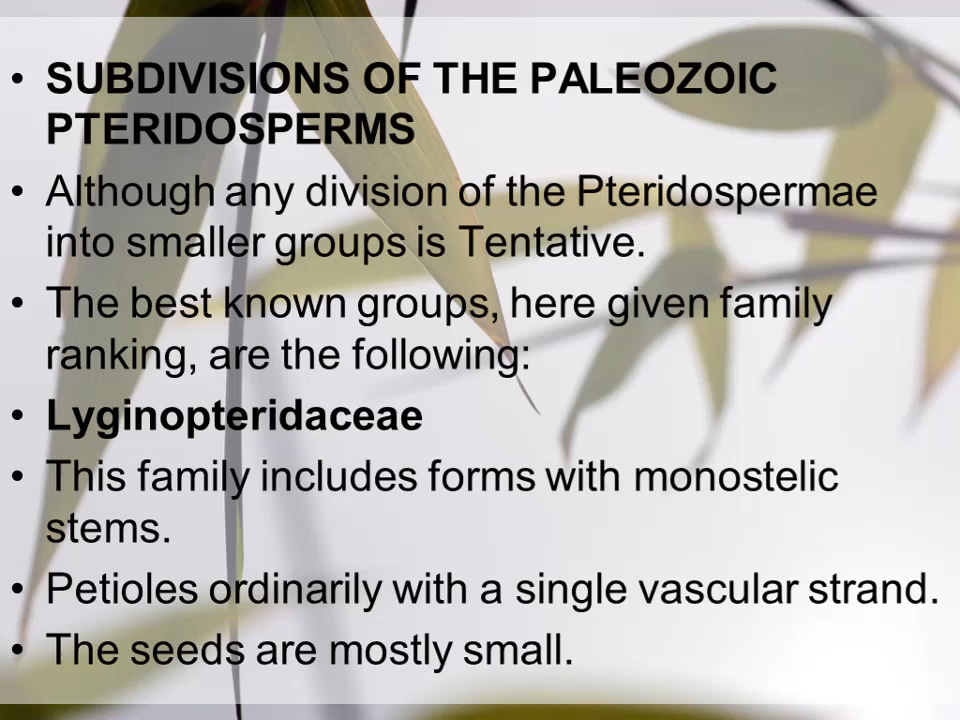 • SUBDIVISIONS OF THE PALEOZOIC
PTERIDOSPERMS
• Although any division of the Pteridospermae
into smaller groups is Tentative.
• The best known groups, here given family
ranking, are the following:
• Lyginopteridaceae
• This family includes forms with monostelic
stems.
• Petioles ordinarily with a single vascular strand.
• The seeds are mostly small.